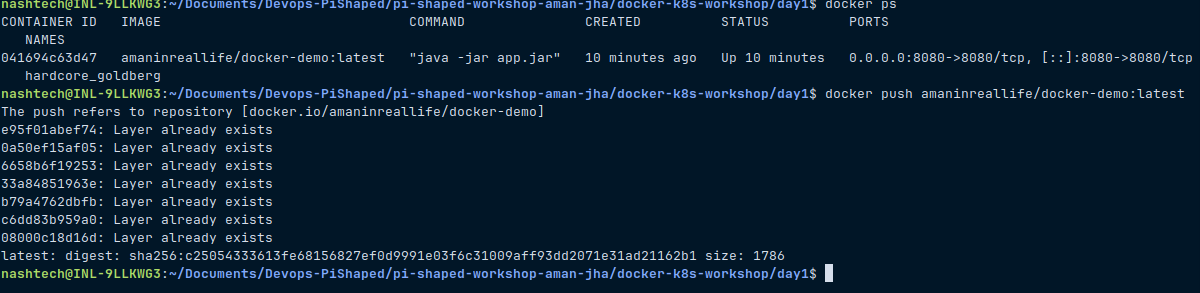 nashtech@INL-9LLKWG3:~/Documents/Devops-PiShaped/pi-shaped-workshop-aman-jha/docker-k8s-workshop/day1$ docker ps
CONTAINER ID   IMAGE                               COMMAND               CREATED          STATUS          PORTS
   NAMES
041694c63d47   amaninreallife/docker-demo:latest   "java -jar app.jar"   10 minutes ago   Up 10 minutes   0.0.0.0:8080->8080/tcp, [::]:8080->8080/tcp
   hardcore_goldberg
nashtech@INL-9LLKWG3:~/Documents/Devops-PiShaped/pi-shaped-workshop-aman-jha/docker-k8s-workshop/day1$ docker push amaninreallife/docker-demo:latest
The push refers to repository [docker.io/amaninreallife/docker-demo]
e95f01abef74: Layer already exists
0a50ef15af05: Layer already exists
6658b6f19253: Layer already exists
33a84851963e: Layer already exists
b79a4762dbfb: Layer already exists
c6dd83b959a0: Layer already exists
08000c18d16d: Layer already exists
latest: digest: sha256:c25054333613fe68156827ef0d9991e03f6c31009aff93dd2071e31ad21162b1 size: 1786
nashtech@INL-9LLKWG3:~/Documents/Devops-PiShaped/pi-shaped-workshop-aman-jha/docker-k8s-workshop/day1$